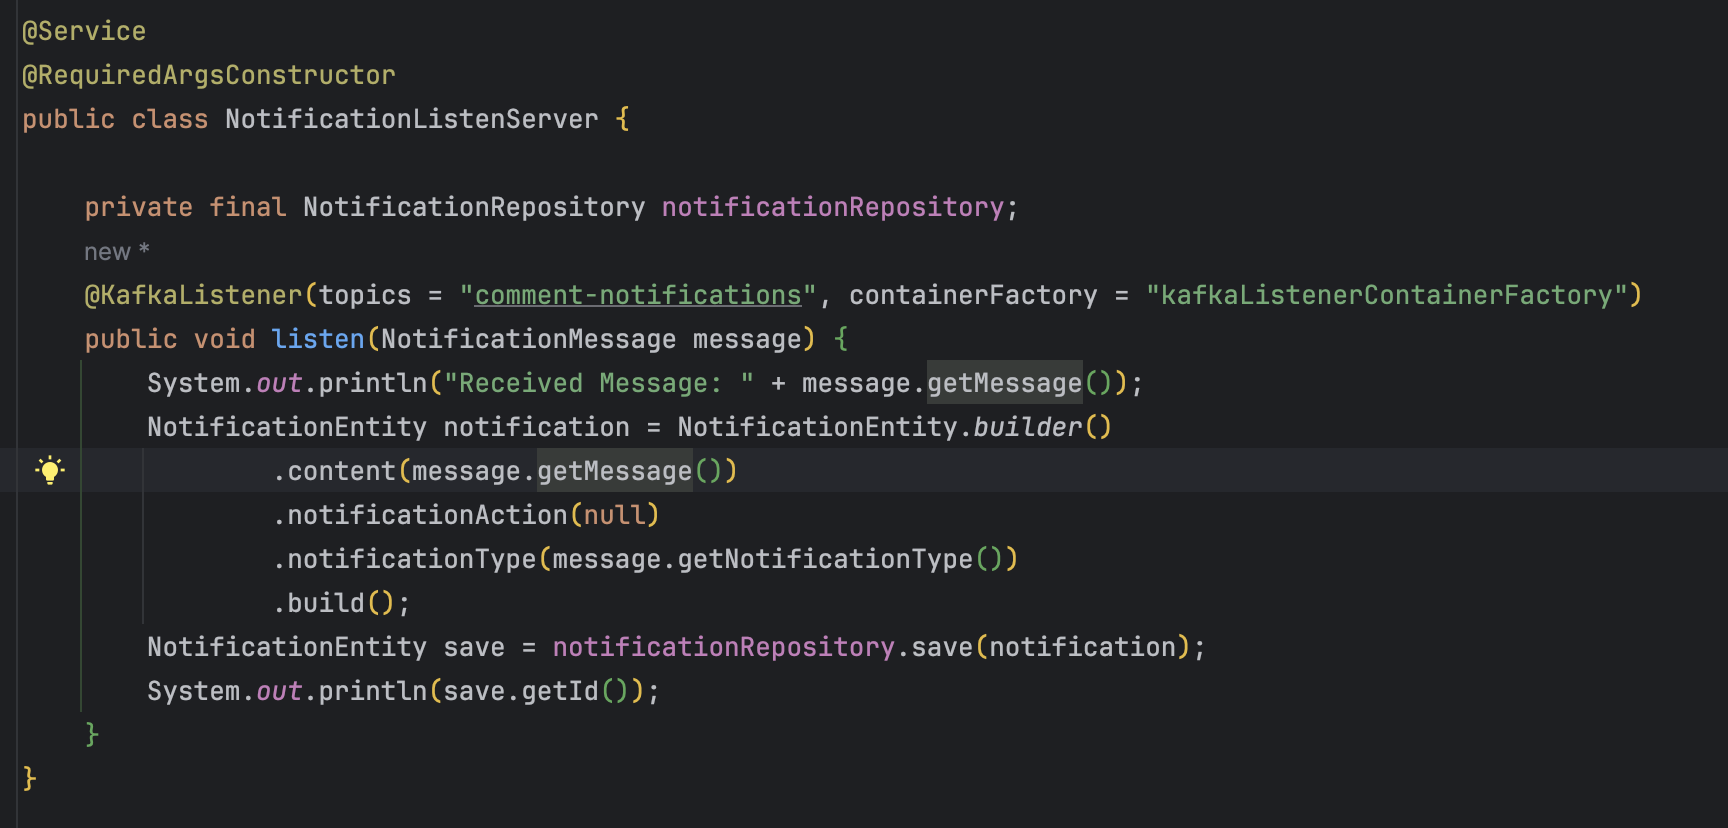 @Service
@RequiredArgsConstructor
public class NotificationListenServer {
private final NotificationRepository notificationRepository;
new *
@KafkaListener(topics = "comment-notifications", containerFactory = "kafkaListenerContainerFactory")
public void listen(NotificationMessage message) {
System.out.println("Received Message: " + message.getMessage());
NotificationEntity notification = NotificationEntity.builder()
.content(message.getMessage())
.notificationAction(null)
.notificationType(message.getNotificationType())
.build();
NotificationEntity save = notificationRepository.save(notification);
System.out.println(save.getId());
}
}